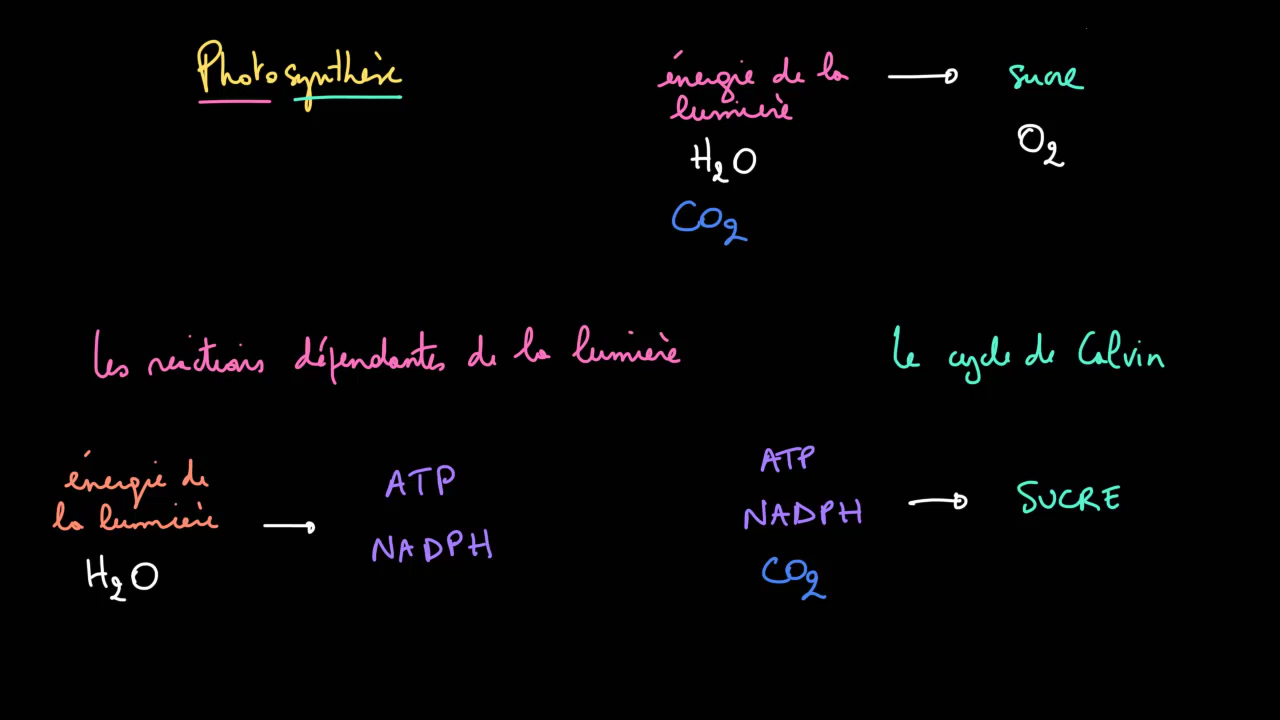 Photosynthèse
énergie de la
lumière
sucre
H₂O
O₂
CO₂
les réactions dépendantes de la lumière
le cycle de Calvin
énergie de
la lumière
H₂O
ATP
NADPH
ATP
NADPH
CO₂
SUCRE